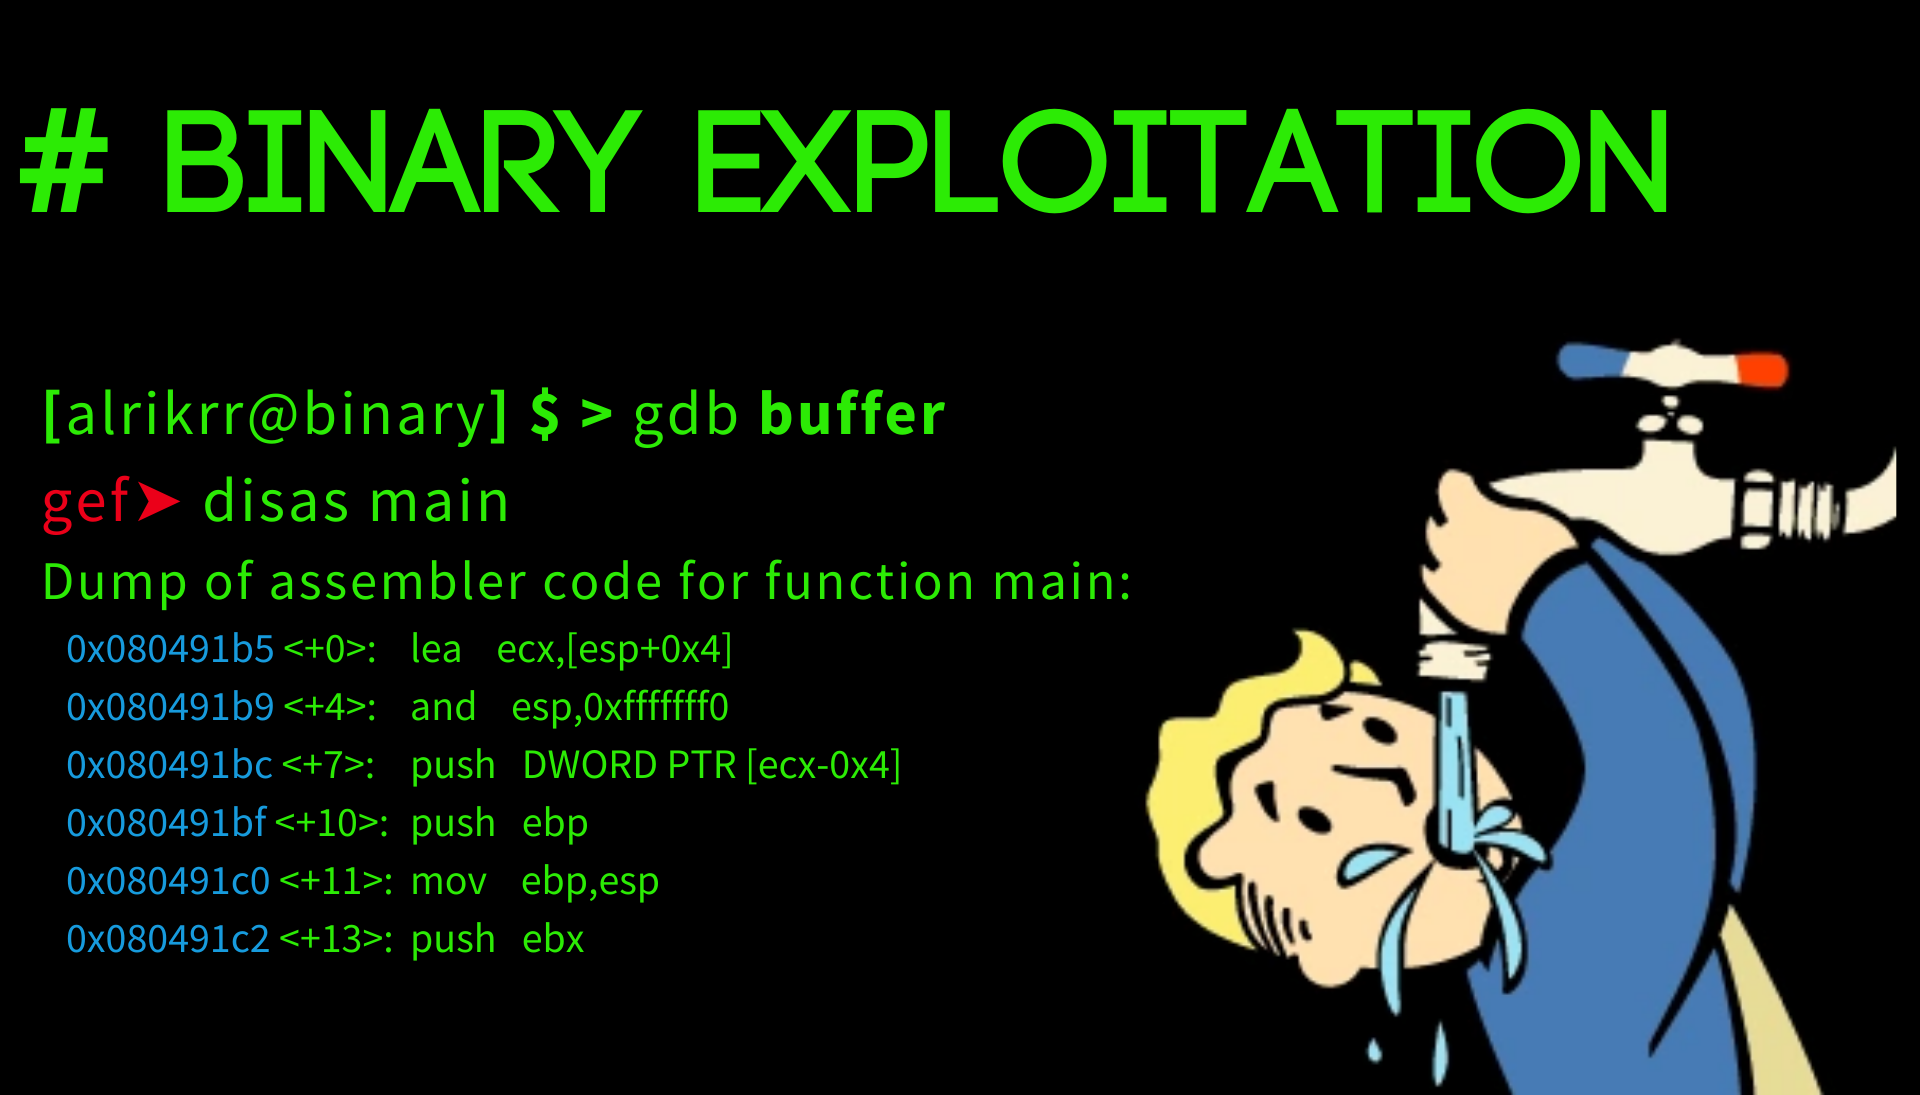 # BINARY EXPLOITATION
[alrikrr@binary] $ > gdb buffer
gef➤ disas main
Dump of assembler code for function main:
0x080491b5 <+0>: lea ecx,[esp+0x4]
0x080491b9 <+4>: and esp,0xfffffff0
0x080491bc <+7>: push DWORD PTR [ecx-0x4]
0x080491bf <+10>: push ebp
0x080491c0 <+11>: mov ebp,esp
0x080491c2 <+13>: push ebx